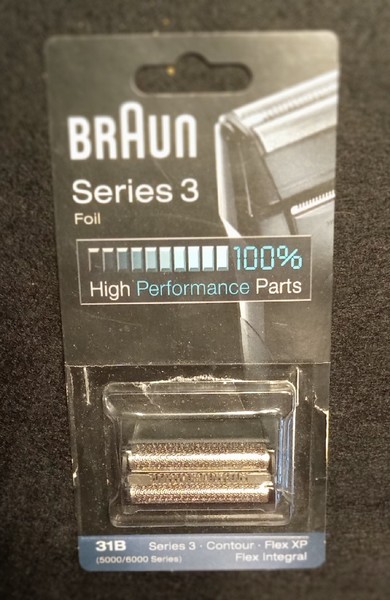 BRAUN
Series 3
Foil
100%
High Performance Parts
31B Series 3 · Contour · Flex XP
(5000/6000 Series) Flex Integral